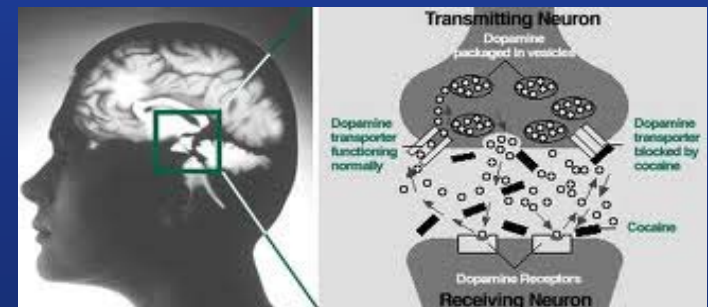 Transmitting Neuron
Dopamine
packaged in vesicles
Dopamine
transporter
functioning
normally
Dopamine
transporter
blocked by
cocaine
Cocaine
Dopamine Receptors
Receiving Neuron